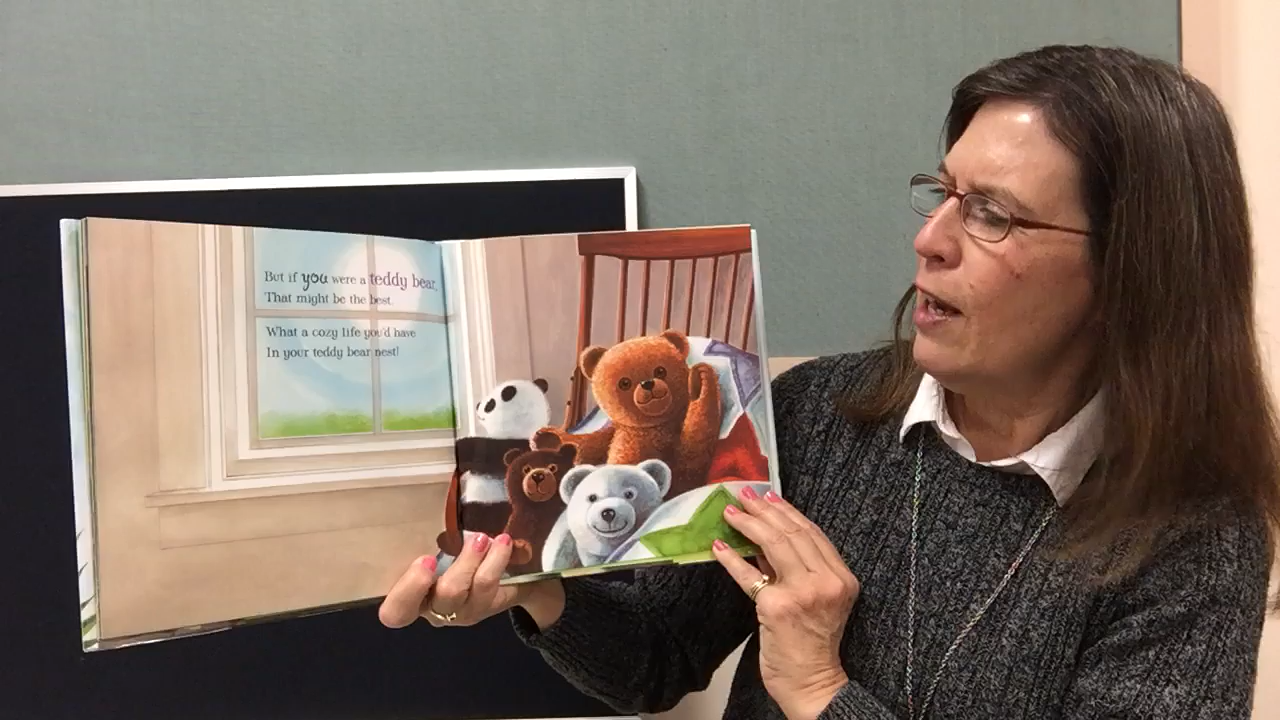 But if you were a teddy bear,
That might be the best.
What a cozy life you'd have
In your teddy bear nest!